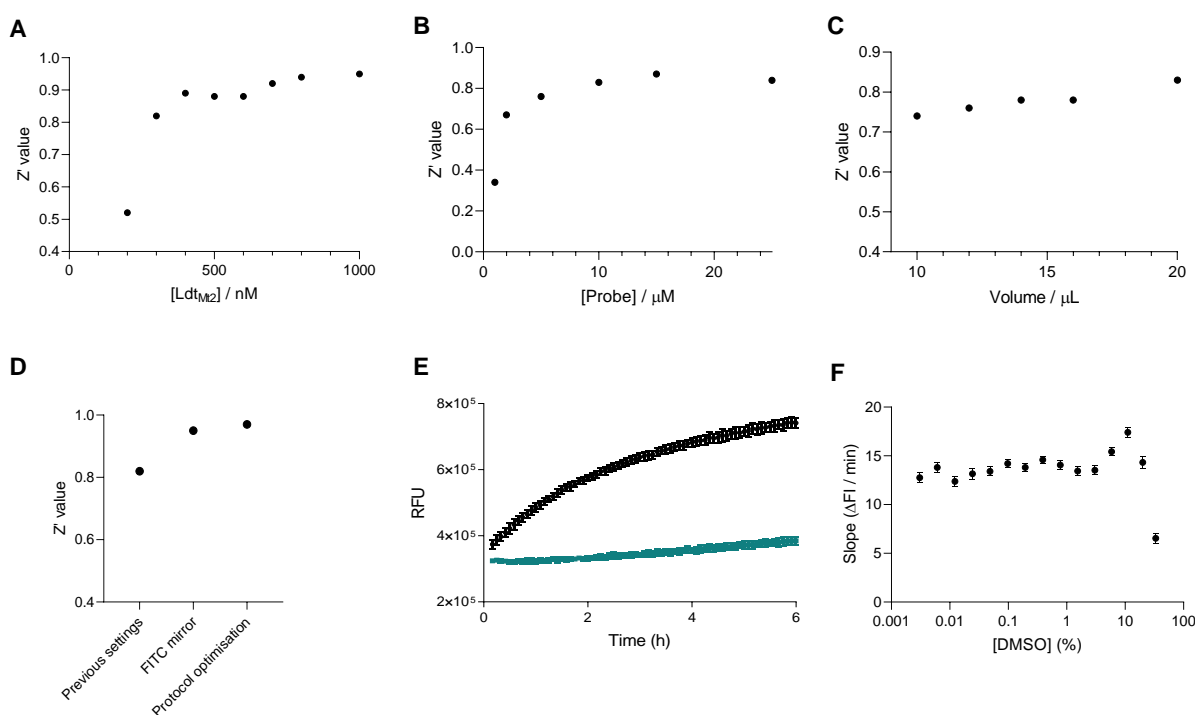 A
Z' value
1.0
0.9
0.8
0.7
0.6
0.5
0.4
0
500
1000
[Ldt_Mt2] / nM
B
Z' value
1.0
0.8
0.6
0.4
0.2
0.0
0
10
20
[Probe] / μM
C
Z' value
0.9
0.8
0.7
0.6
0.5
0.4
10
15
20
Volume / μL
D
Z' value
1.0
0.8
0.6
0.4
Previous settings
FITC mirror
Protocol optimisation
E
RFU
8×10⁵
6×10⁵
4×10⁵
2×10⁵
0
2
4
6
Time (h)
F
Slope (ΔFI / min)
20
15
10
5
0
0.001
0.01
0.1
1
10
100
[DMSO] (%)